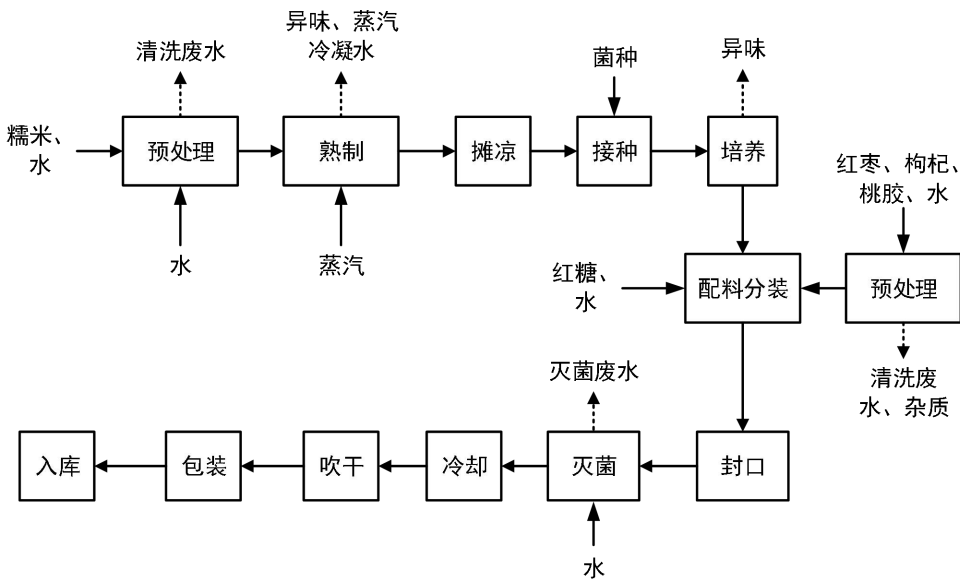 异味、蒸汽
冷凝水
清洗废水
菌种
异味
糯米、
水
预处理
熟制
摊凉
接种
培养
红枣、枸杞、
桃胶、水
水
蒸汽
红糖、
水
配料分装
预处理
灭菌废水
清洗废
水、杂质
入库
包装
吹干
冷却
灭菌
封口
水